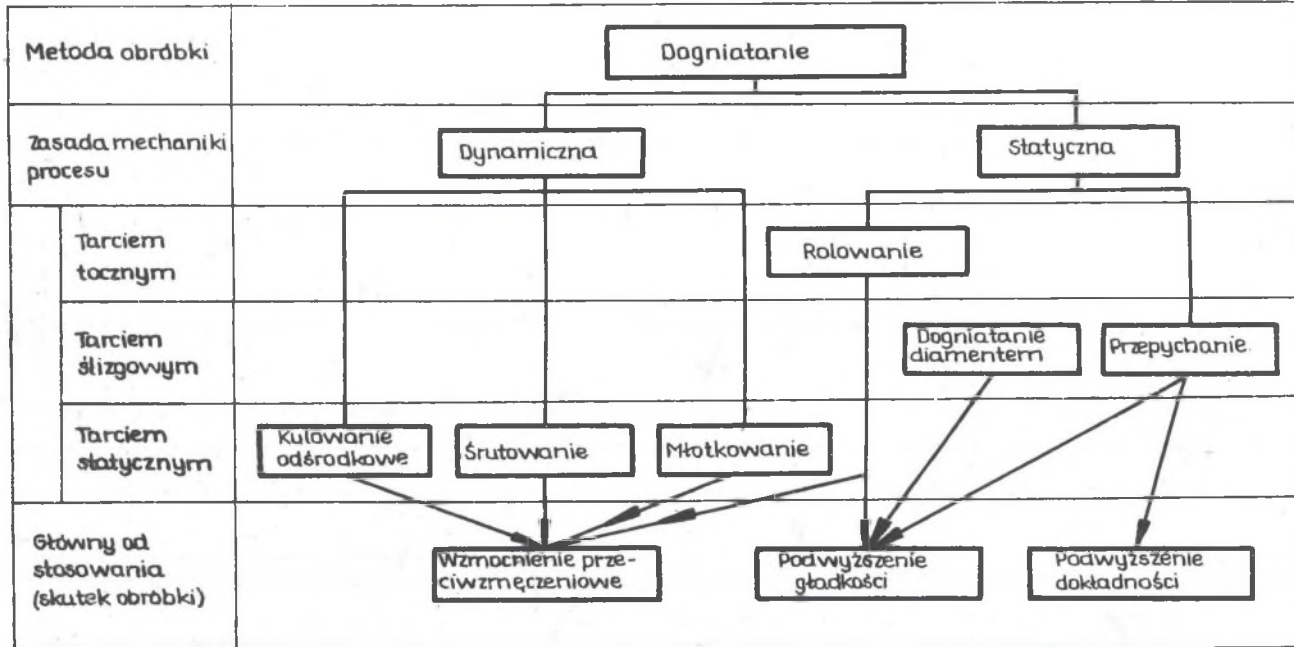 Metoda obróbki
Dogniatanie
Zasada mechaniki
procesu
Dynamiczna
Statyczna
Tarciem
tocznym
Rolowanie
Tarciem
ślizgowym
Dogniatanie
diamentem
Przepychanie.
Tarciem
statycznym
Kulowanie
odśrodkowe
Śrutowanie
Młotkowanie
Główny od
stosowania
(skutek obróbki)
Wzmocnienie prze-
ciwzmęczeniowe
Podwyższenie
gładkości
Podwyższenie
dokładności